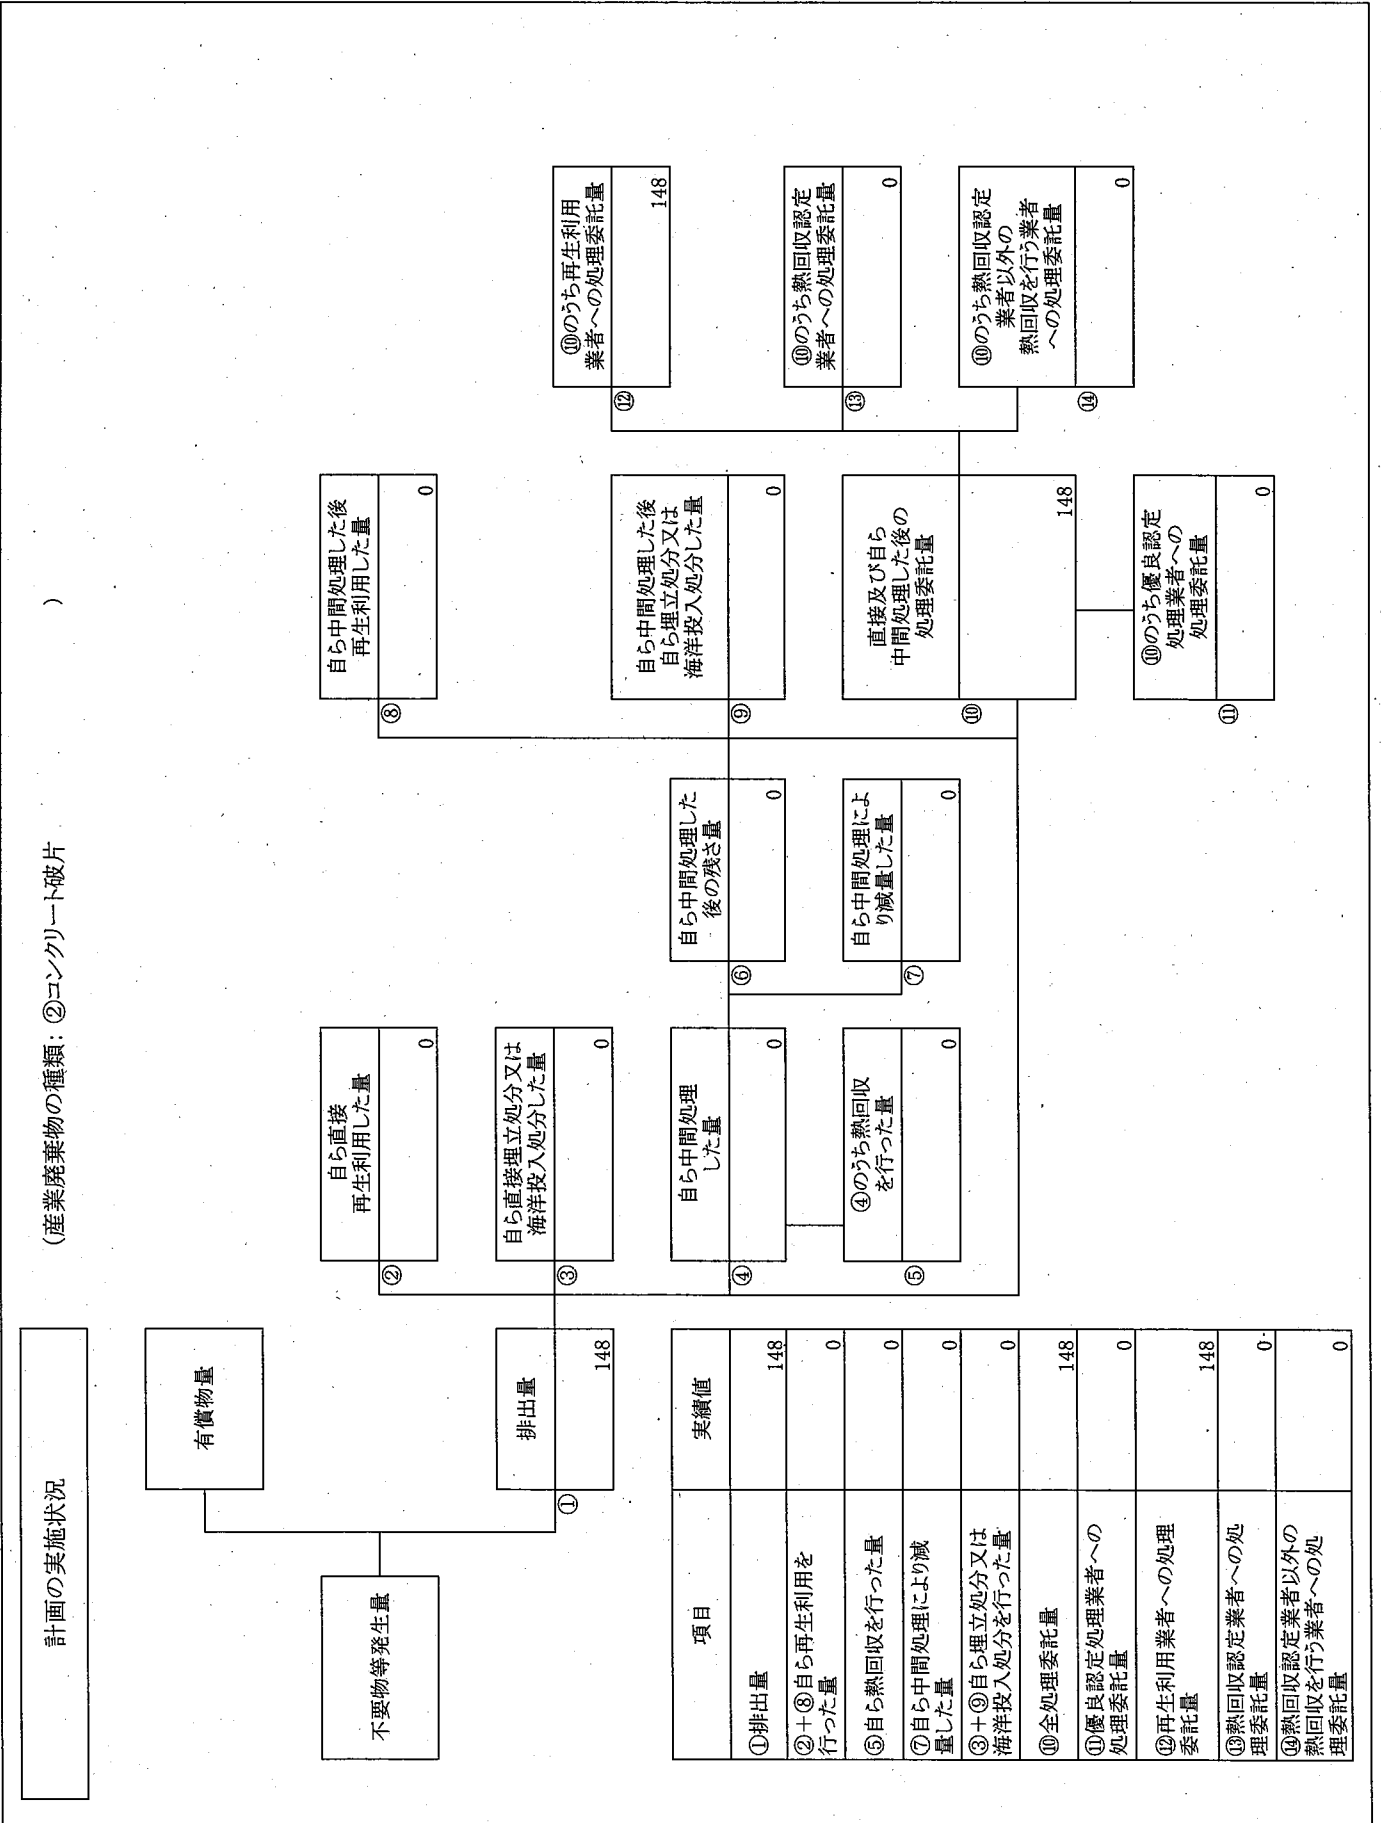 計画の実施状況
(産業廃棄物の種類:②コンクリート破片
)
不要物等発生量
有償物量
①
排出量
148
②
自ら直接
再生利用した量
0
③
自ら直接埋立処分又は
海洋投入処分した量
0
④
自ら中間処理
した量
0
⑤
④のうち熱回収
を行った量
0
⑥
自ら中間処理した
後の残さ量
0
⑦
自ら中間処理によ
り減量した量
0
⑧
自ら中間処理した後
再生利用した量
0
⑨
自ら中間処理した後
自ら埋立処分又は
海洋投入処分した量
0
⑩
直接及び自ら
中間処理した後の
処理委託量
148
⑪
⑩のうち優良認定
処理業者への
処理委託量
0
⑫
⑩のうち再生利用
業者への処理委託量
148
⑬
⑩のうち熱回収認定
業者への処理委託量
0
⑭
⑩のうち熱回収認定
業者以外の
熱回収を行う業者
への処理委託量
0
項目
実績値
①排出量
148
②+⑧自ら再生利用を
行った量
0
⑤自ら熱回収を行った量
0
⑦自ら中間処理により減
量した量
0
③+⑨自ら埋立処分又は
海洋投入処分を行った量
0
⑩全処理委託量
148
⑪優良認定処理業者への
処理委託量
0
⑫再生利用業者への処理
委託量
148
⑬熱回収認定業者への処
理委託量
0
⑭熱回収認定業者以外の
熱回収を行う業者への処
理委託量
0